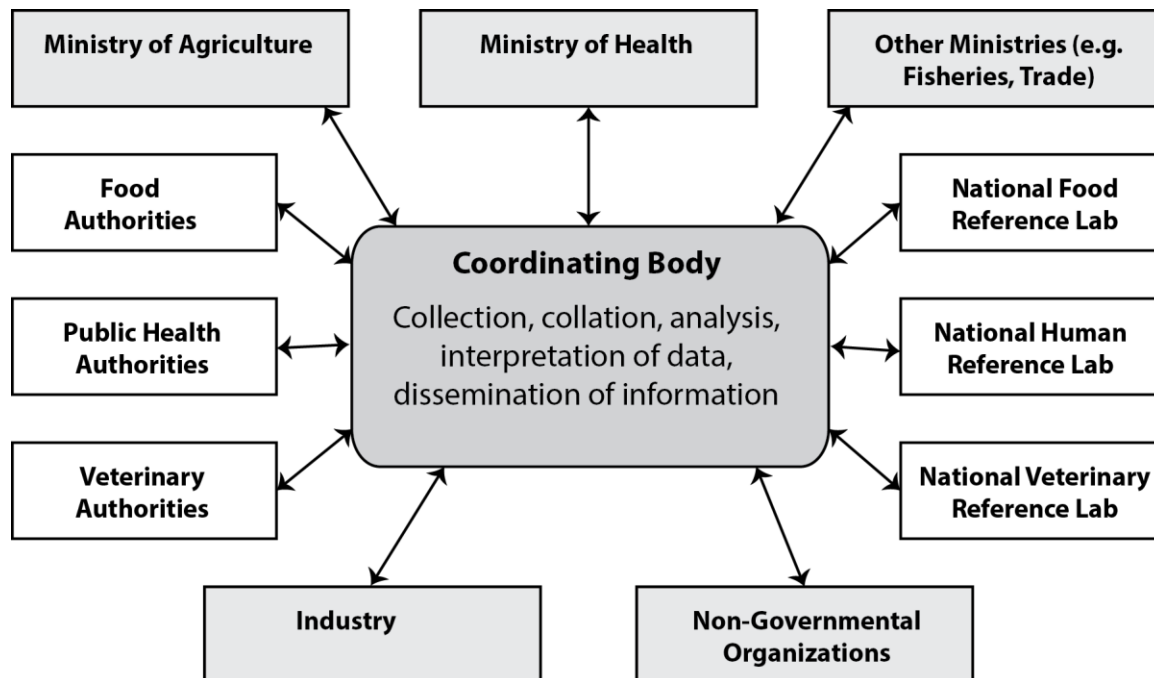 Ministry of Agriculture
Ministry of Health
Other Ministries (e.g.
Fisheries, Trade)
Food
Authorities
National Food
Reference Lab
Coordinating Body
Collection, collation, analysis,
interpretation of data,
dissemination of information
Public Health
Authorities
National Human
Reference Lab
Veterinary
Authorities
National Veterinary
Reference Lab
Industry
Non-Governmental
Organizations